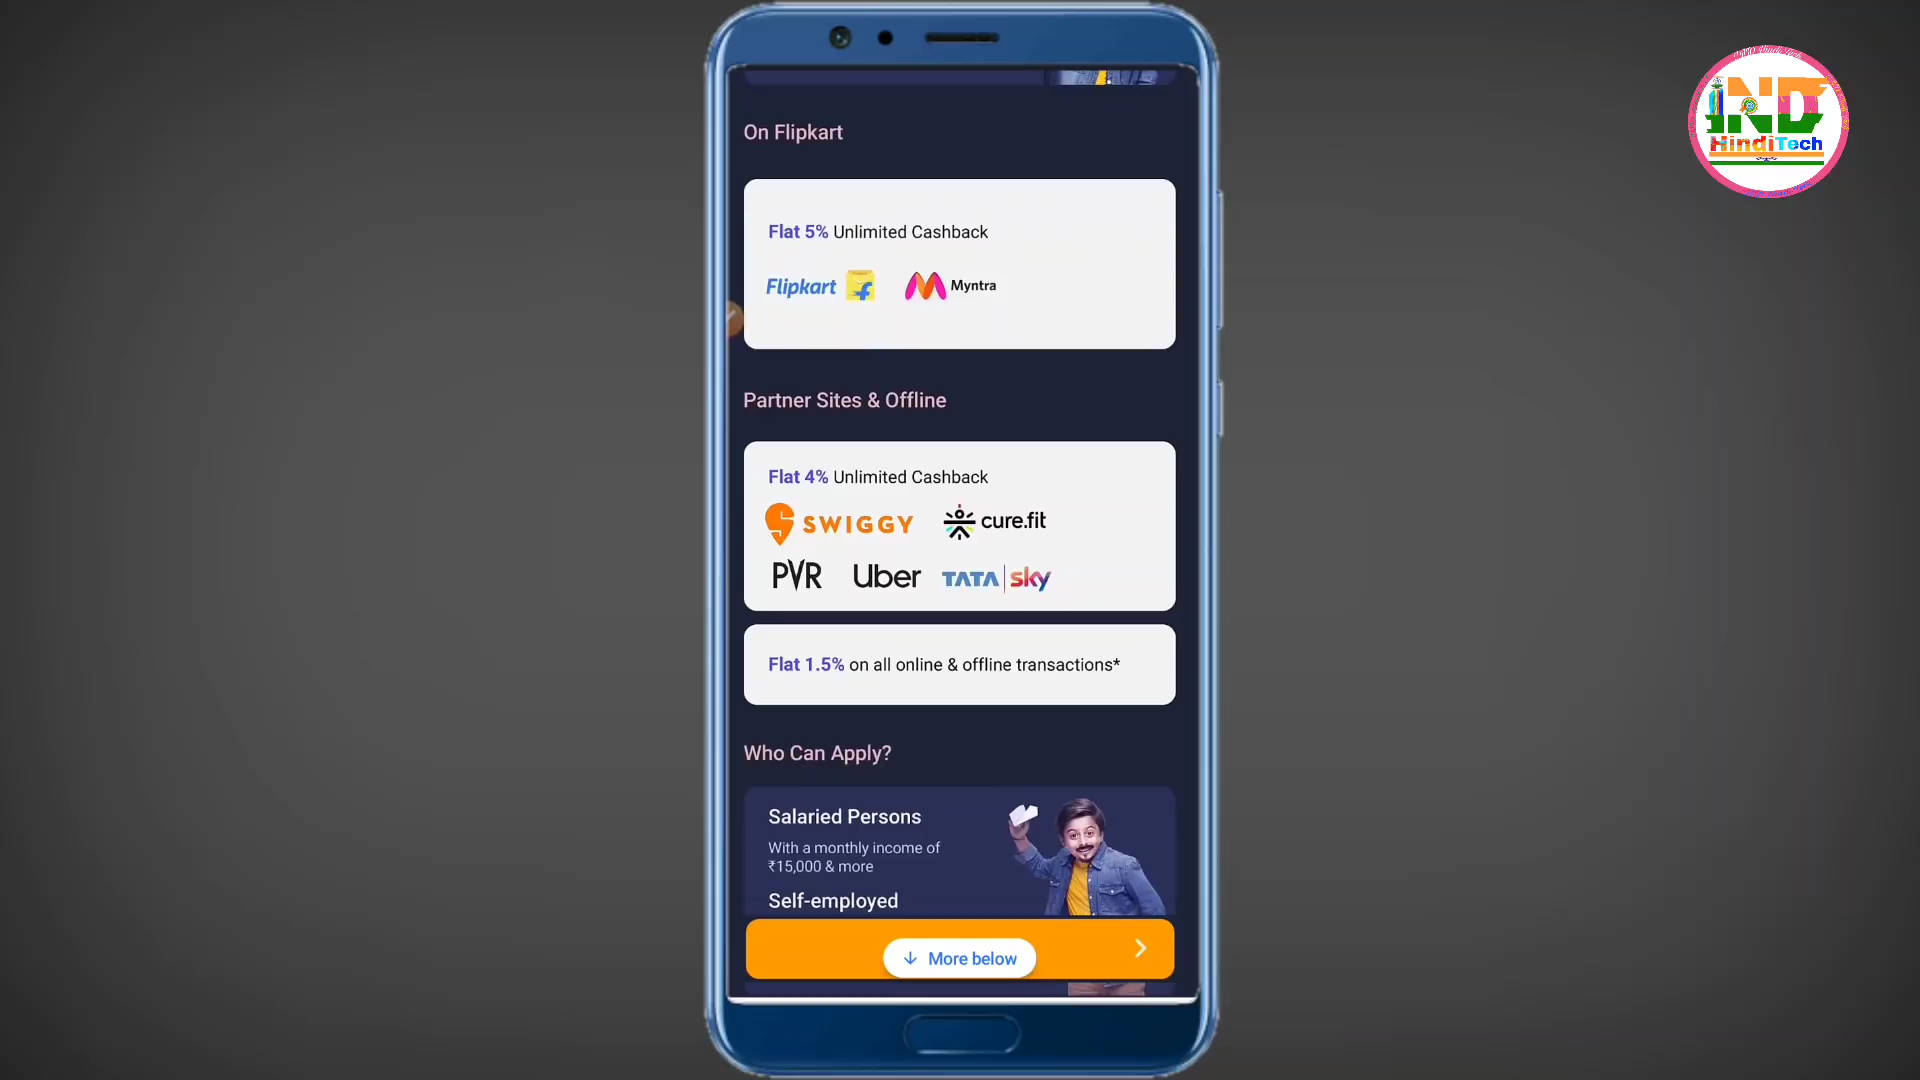 IND
HindiTech
On Flipkart
Flat 5% Unlimited Cashback
Flipkart
Myntra
Partner Sites & Offline
Flat 4% Unlimited Cashback
SWIGGY
cure.fit
PVR
Uber
TATA sky
Flat 1.5% on all online & offline transactions*
Who Can Apply?
Salaried Persons
With a monthly income of
₹15,000 & more
Self-employed
More below